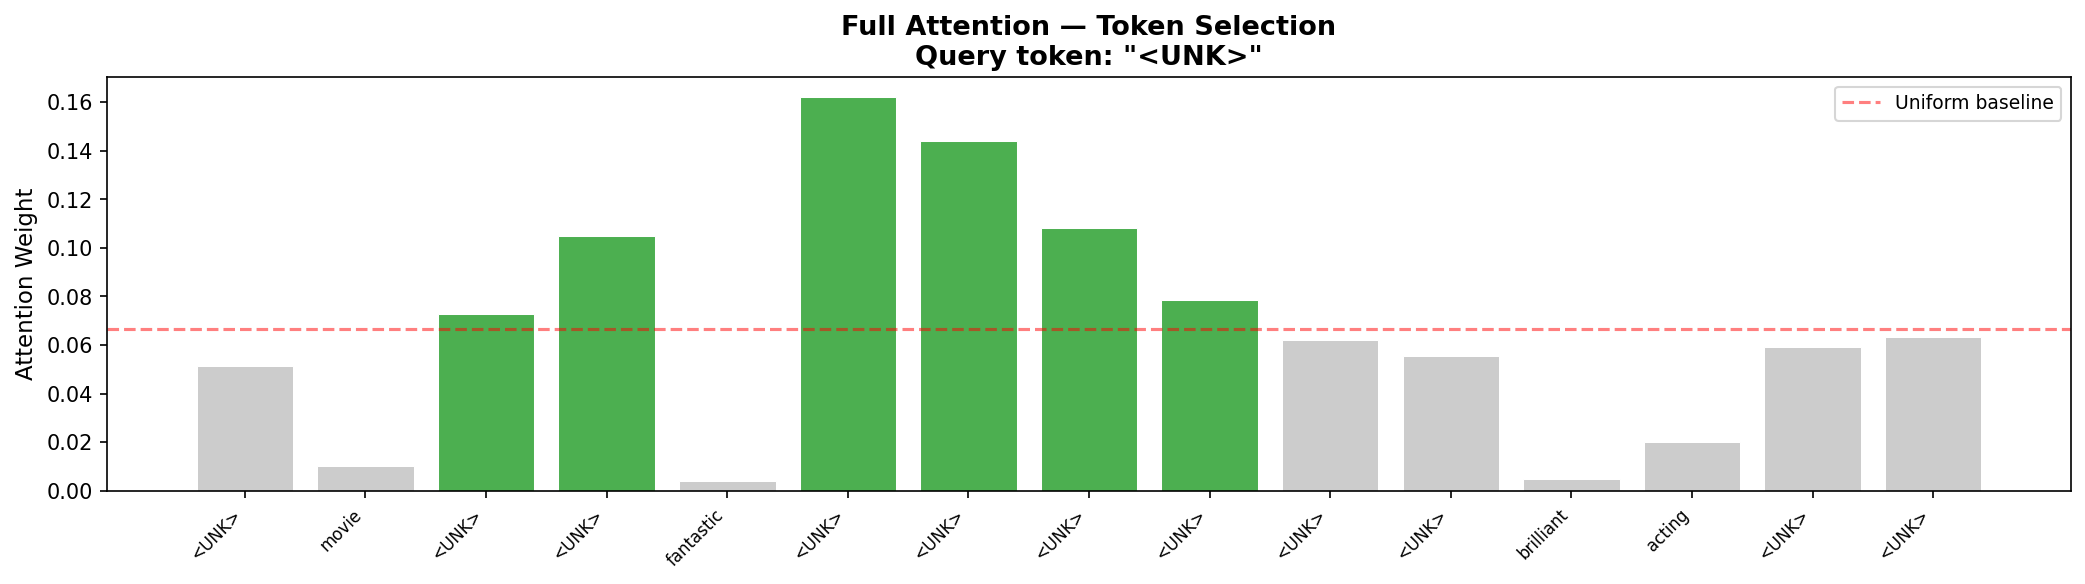 Full Attention — Token Selection
Query token: "<UNK>"
Uniform baseline
Attention Weight
0.16
0.14
0.12
0.10
0.08
0.06
0.04
0.02
0.00
<UNK>
movie
<UNK>
<UNK>
fantastic
<UNK>
<UNK>
<UNK>
<UNK>
<UNK>
<UNK>
brilliant
acting
<UNK>
<UNK>